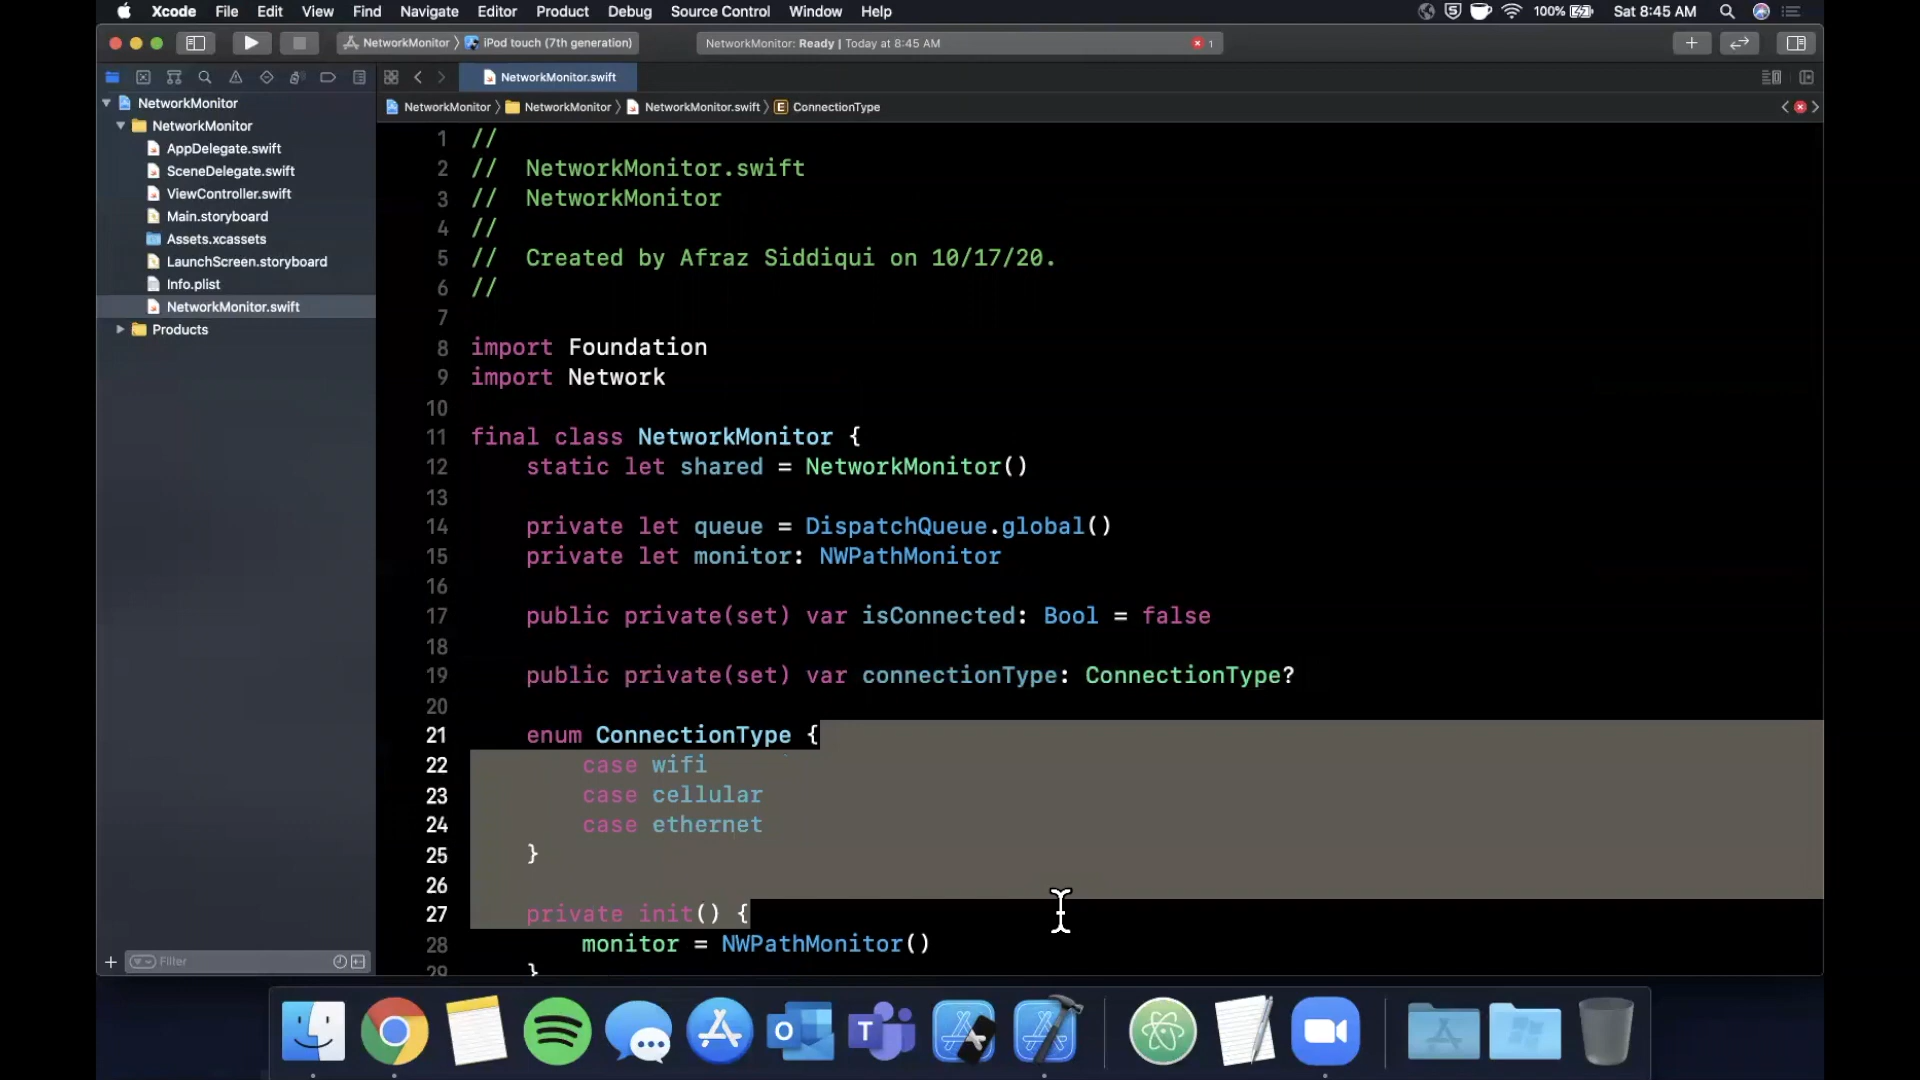 Xcode File Edit View Find Navigate Editor Product Debug Source Control Window Help
100% Sat 8:45 AM
NetworkMonitor iPod touch (7th generation)
NetworkMonitor: Ready | Today at 8:45 AM
1
NetworkMonitor.swift
NetworkMonitor NetworkMonitor NetworkMonitor.swift E ConnectionType
NetworkMonitor
NetworkMonitor
AppDelegate.swift
SceneDelegate.swift
ViewController.swift
Main.storyboard
Assets.xcassets
LaunchScreen.storyboard
Info.plist
NetworkMonitor.swift
Products
Filter
1 //
2 // NetworkMonitor.swift
3 // NetworkMonitor
4 //
5 // Created by Afraz Siddiqui on 10/17/20.
6 //
7
8 import Foundation
9 import Network
10
11 final class NetworkMonitor {
12 static let shared = NetworkMonitor()
13
14 private let queue = DispatchQueue.global()
15 private let monitor: NWPathMonitor
16
17 public private(set) var isConnected: Bool = false
18
19 public private(set) var connectionType: ConnectionType?
20
21 enum ConnectionType {
22 case wifi
23 case cellular
24 case ethernet
25 }
26
27 private init() {
28 monitor = NWPathMonitor()
29 }